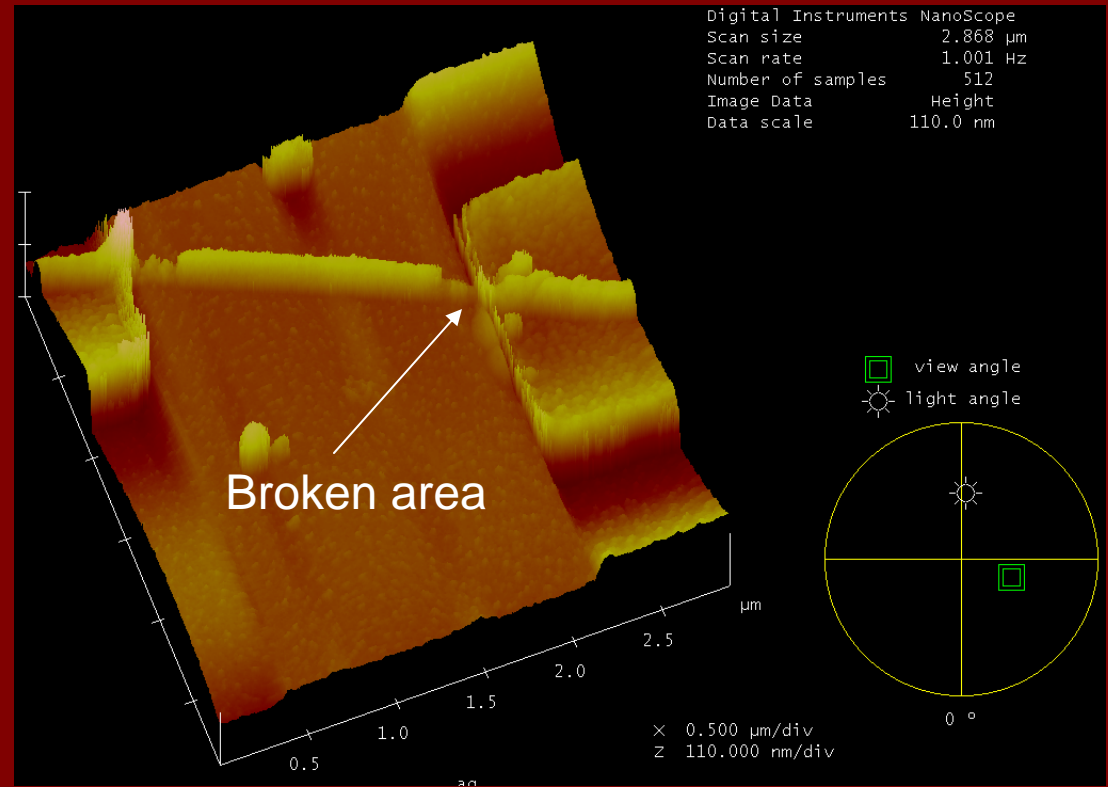 Digital Instruments NanoScope
Scan size 2.868 µm
Scan rate 1.001 Hz
Number of samples 512
Image Data Height
Data scale 110.0 nm
view angle
light angle
Broken area
µm
2.5
2.0
1.5
1.0
0.5
0 °
X 0.500 µm/div
Z 110.000 nm/div